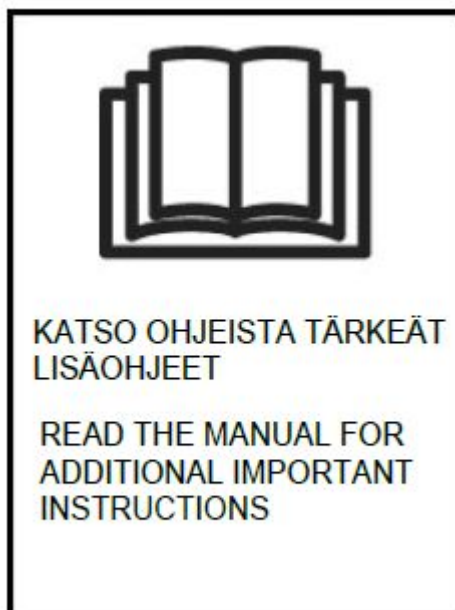 KATSO OHJEISTA TÄRKEÄT
LISÄOHJEET
READ THE MANUAL FOR
ADDITIONAL IMPORTANT
INSTRUCTIONS